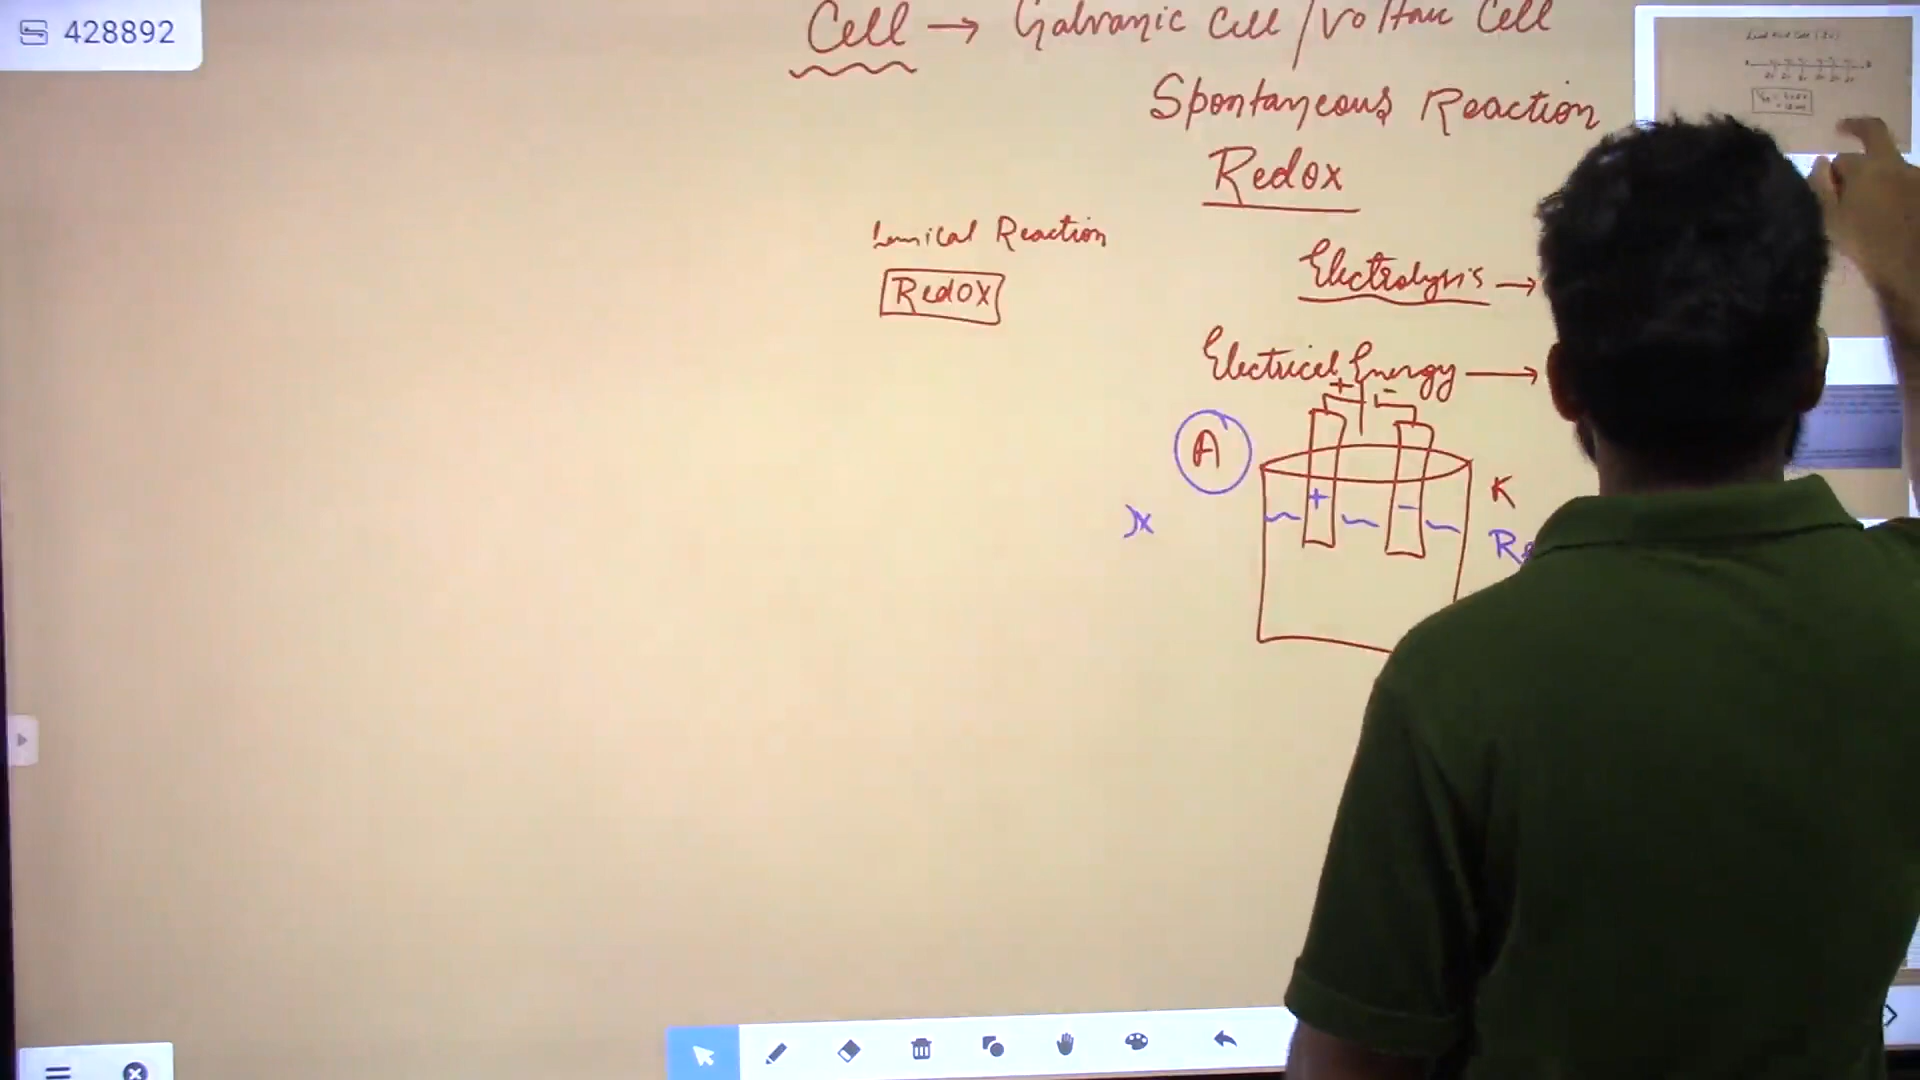 428892
Cell → Galvanic Cell / Voltaic Cell
Spontaneous Reaction
Redox
Reaction
Redox
Electrolysis →
Electrical Energy →
+ -
A
+ -
K